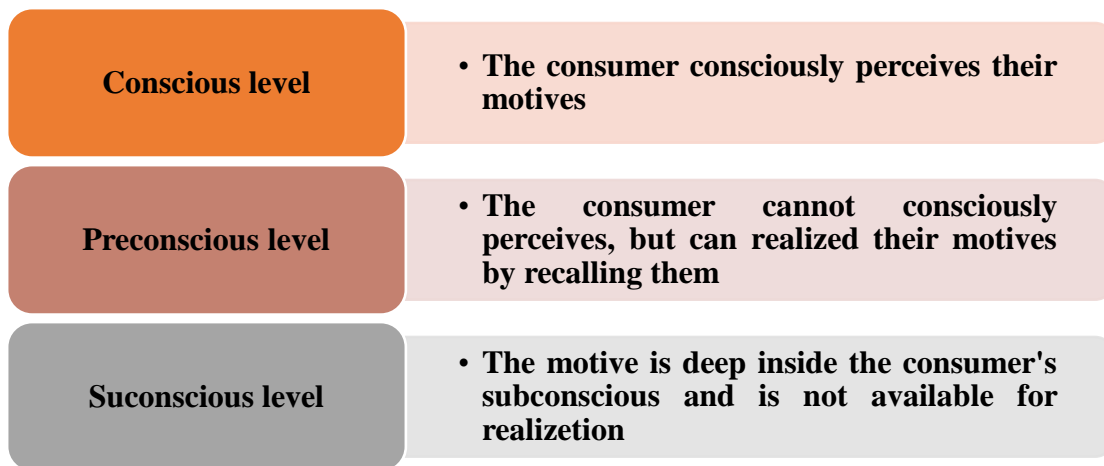 Conscious level
• The consumer consciously perceives their
motives
Preconscious level
• The consumer cannot consciously
perceives, but can realized their motives
by recalling them
Suconscious level
• The motive is deep inside the consumer's
subconscious and is not available for
realizetion